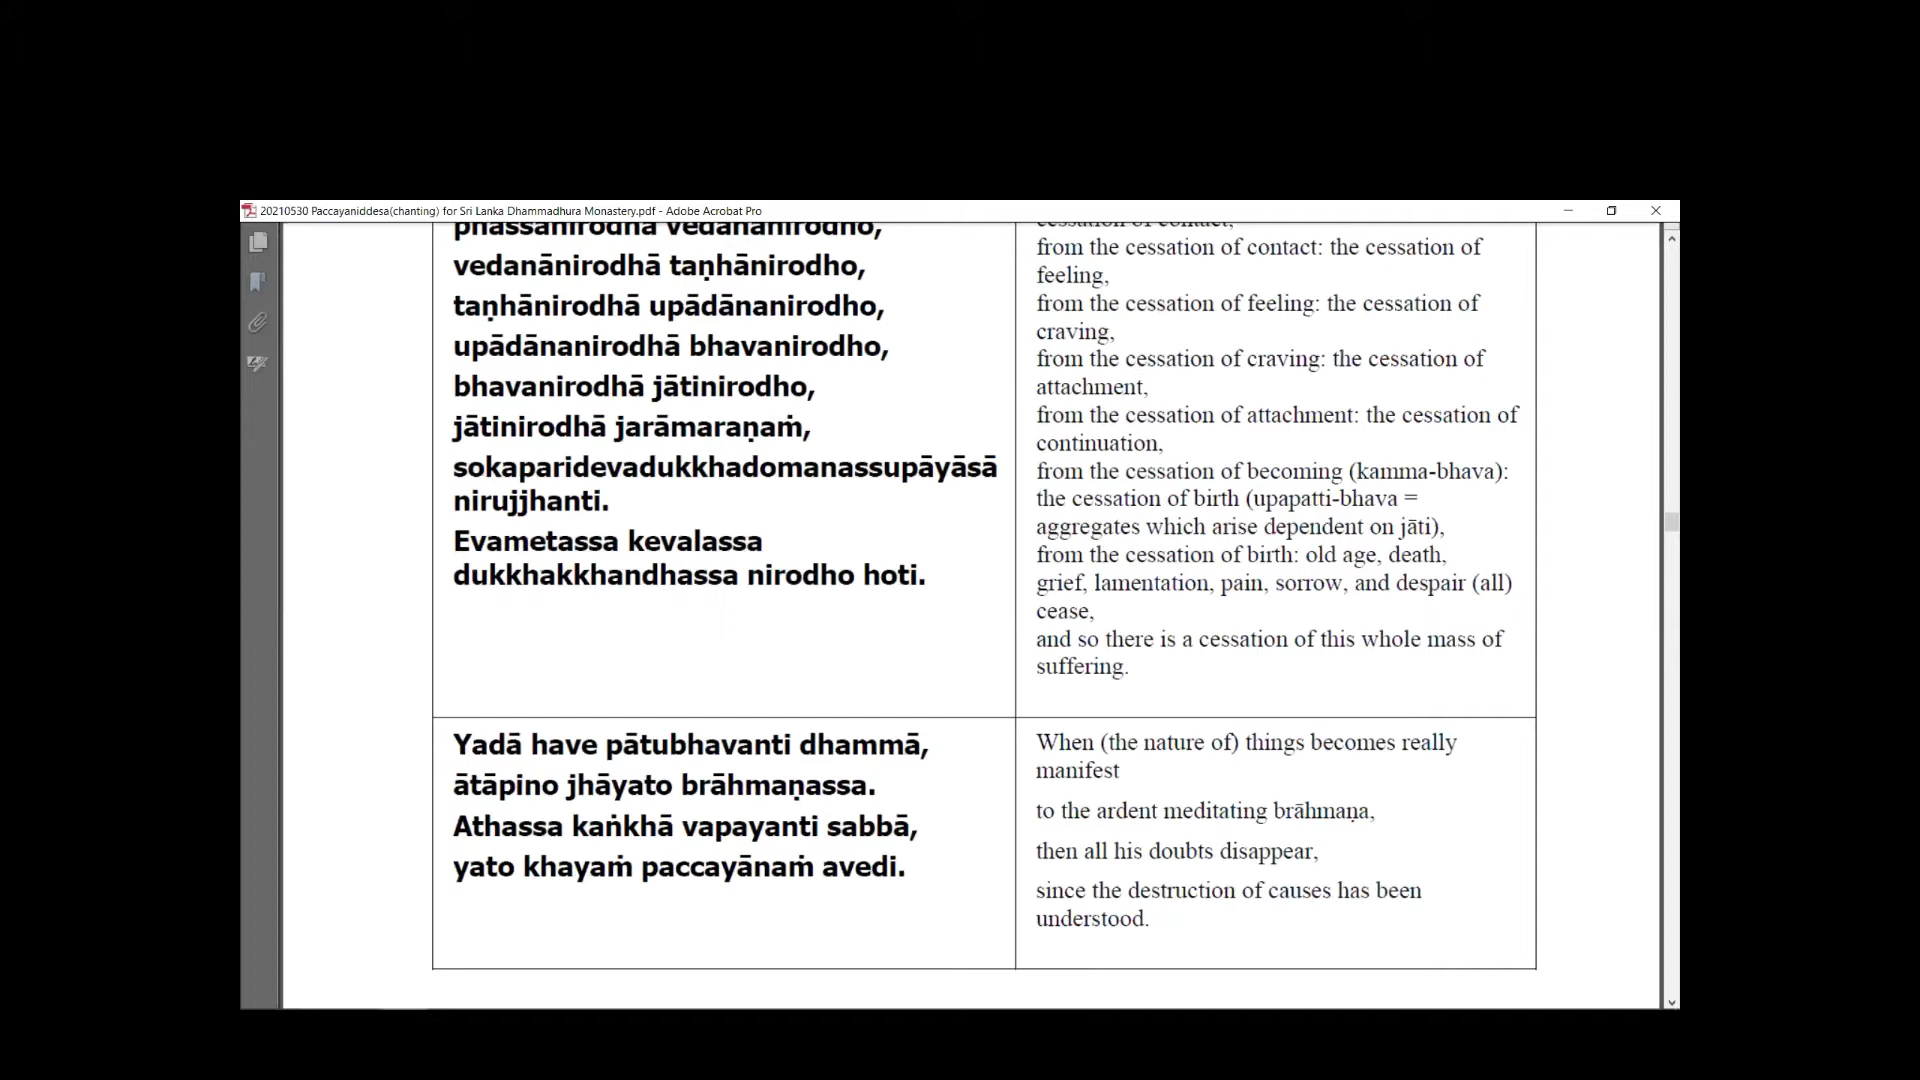 20210530 Paccayaniddesa(chanting) for Sri Lanka Dhammadhura Monastery.pdf - Adobe Acrobat Pro
phassanirodhā vedanānirodho,
vedanānirodhā taṇhānirodho,
taṇhānirodhā upādānanirodho,
upādānanirodhā bhavanirodho,
bhavanirodhā jātinirodho,
jātinirodhā jarāmaraṇaṁ,
sokaparidevadukkhadomanassupāyāsā
nirujjhanti.
Evametassa kevalassa
dukkhakkhandhassa nirodho hoti.
cessation of contact,
from the cessation of contact: the cessation of
feeling,
from the cessation of feeling: the cessation of
craving,
from the cessation of craving: the cessation of
attachment,
from the cessation of attachment: the cessation of
continuation,
from the cessation of becoming (kamma-bhava):
the cessation of birth (upapatti-bhava =
aggregates which arise dependent on jāti),
from the cessation of birth: old age, death,
grief, lamentation, pain, sorrow, and despair (all)
cease,
and so there is a cessation of this whole mass of
suffering.
Yadā have pātubhavanti dhammā,
ātāpino jhāyato brāhmaṇassa.
Athassa kaṅkhā vapayanti sabbā,
yato khayaṁ paccayānaṁ avedi.
When (the nature of) things becomes really
manifest
to the ardent meditating brāhmaṇa,
then all his doubts disappear,
since the destruction of causes has been
understood.